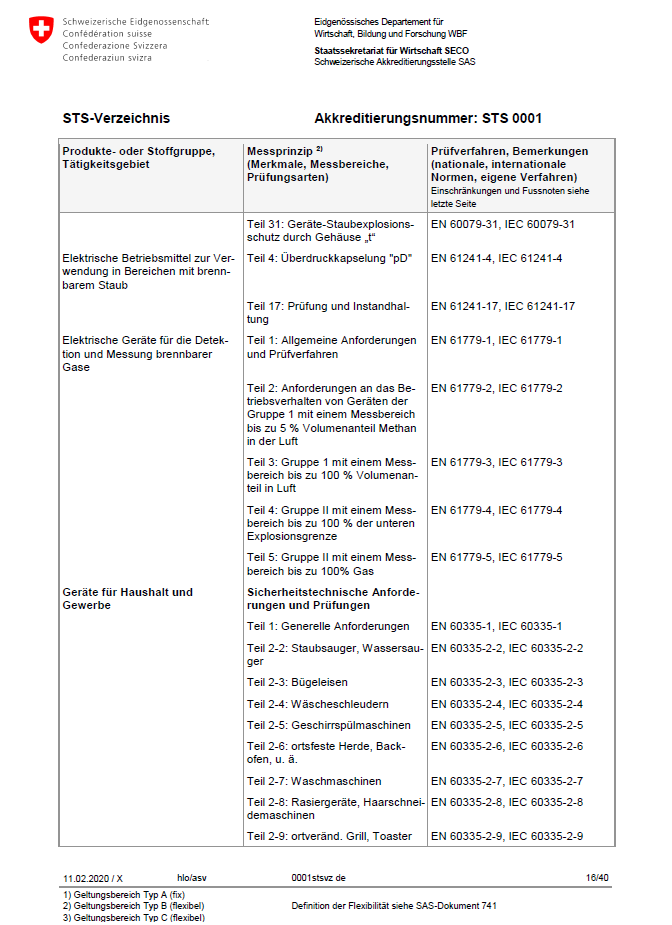 Schweizerische Eidgenossenschaft
Confédération suisse
Confederazione Svizzera
Confederaziun svizra
Eidgenössisches Departement für
Wirtschaft, Bildung und Forschung WBF
Staatssekretariat für Wirtschaft SECO
Schweizerische Akkreditierungsstelle SAS
STS-Verzeichnis
Akkreditierungsnummer: STS 0001
Produkte- oder Stoffgruppe,
Tätigkeitsgebiet
Messprinzip 2)
(Merkmale, Messbereiche,
Prüfungsarten)
Prüfverfahren, Bemerkungen
(nationale, internationale
Normen, eigene Verfahren)
Einschränkungen und Fussnoten siehe
letzte Seite
Teil 31: Geräte-Staubexplosions-
schutz durch Gehäuse „t“
EN 60079-31, IEC 60079-31
Elektrische Betriebsmittel zur Ver-
wendung in Bereichen mit brenn-
barem Staub
Teil 4: Überdruckkapselung "pD"
EN 61241-4, IEC 61241-4
Teil 17: Prüfung und Instandhal-
tung
EN 61241-17, IEC 61241-17
Elektrische Geräte für die Detek-
tion und Messung brennbarer
Gase
Teil 1: Allgemeine Anforderungen
und Prüfverfahren
EN 61779-1, IEC 61779-1
Teil 2: Anforderungen an das Be-
triebsverhalten von Geräten der
Gruppe 1 mit einem Messbereich
bis zu 5 % Volumenanteil Methan
in der Luft
EN 61779-2, IEC 61779-2
Teil 3: Gruppe 1 mit einem Mess-
bereich bis zu 100 % Volumenan-
teil in Luft
EN 61779-3, IEC 61779-3
Teil 4: Gruppe II mit einem Mess-
bereich bis zu 100 % der unteren
Explosionsgrenze
EN 61779-4, IEC 61779-4
Teil 5: Gruppe II mit einem Mess-
bereich bis zu 100% Gas
EN 61779-5, IEC 61779-5
Geräte für Haushalt und
Gewerbe
Sicherheitstechnische Anforde-
rungen und Prüfungen
Teil 1: Generelle Anforderungen
EN 60335-1, IEC 60335-1
Teil 2-2: Staubsauger, Wassersau-
ger
EN 60335-2-2, IEC 60335-2-2
Teil 2-3: Bügeleisen
EN 60335-2-3, IEC 60335-2-3
Teil 2-4: Wäscheschleudern
EN 60335-2-4, IEC 60335-2-4
Teil 2-5: Geschirrspülmaschinen
EN 60335-2-5, IEC 60335-2-5
Teil 2-6: ortsfeste Herde, Back-
ofen, u. ä.
EN 60335-2-6, IEC 60335-2-6
Teil 2-7: Waschmaschinen
EN 60335-2-7, IEC 60335-2-7
Teil 2-8: Rasiergeräte, Haarschnei-
demaschinen
EN 60335-2-8, IEC 60335-2-8
Teil 2-9: ortveränd. Grill, Toaster
EN 60335-2-9, IEC 60335-2-9
11.02.2020 / X
hlo/asv
0001stsvz de
16/40
1) Geltungsbereich Typ A (fix)
2) Geltungsbereich Typ B (flexibel)
Definition der Flexibilität siehe SAS-Dokument 741
3) Geltungsbereich Typ C (flexibel)